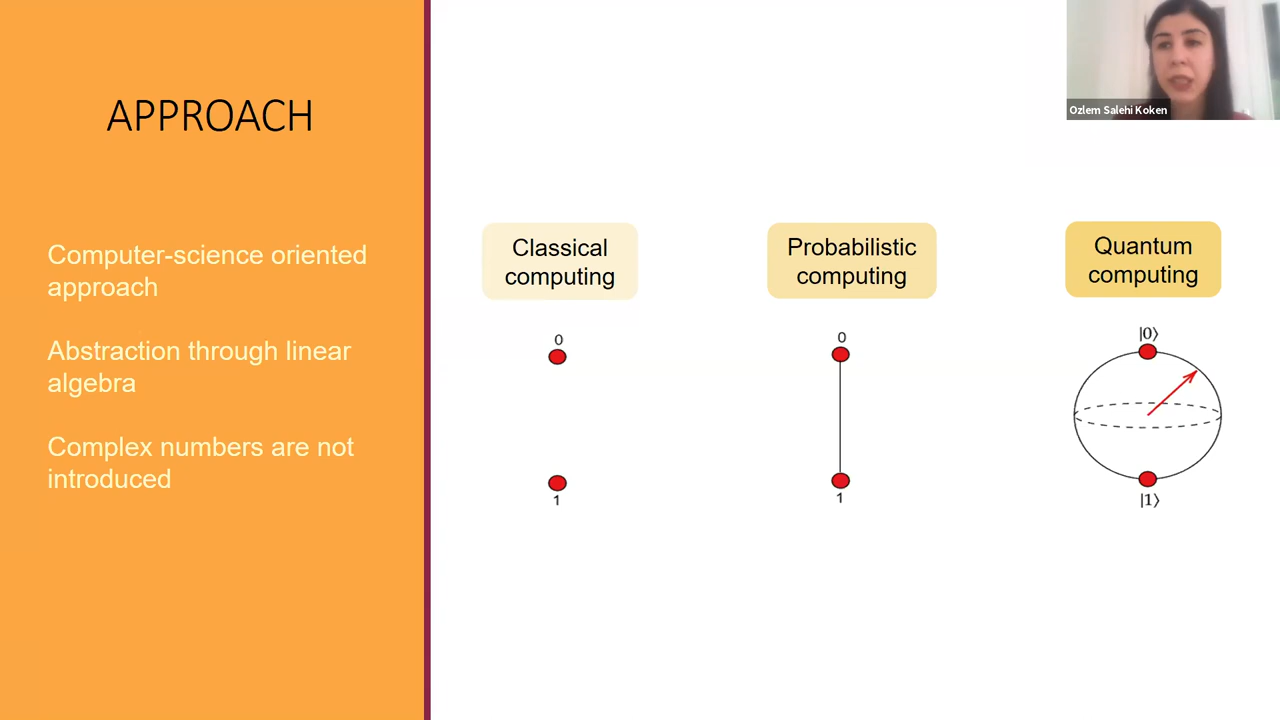 APPROACH
Computer-science oriented
approach
Abstraction through linear
algebra
Complex numbers are not
introduced
Classical
computing
0
1
Probabilistic
computing
0
1
Quantum
computing
|0⟩
|1⟩
Ozlem Salehi Koken